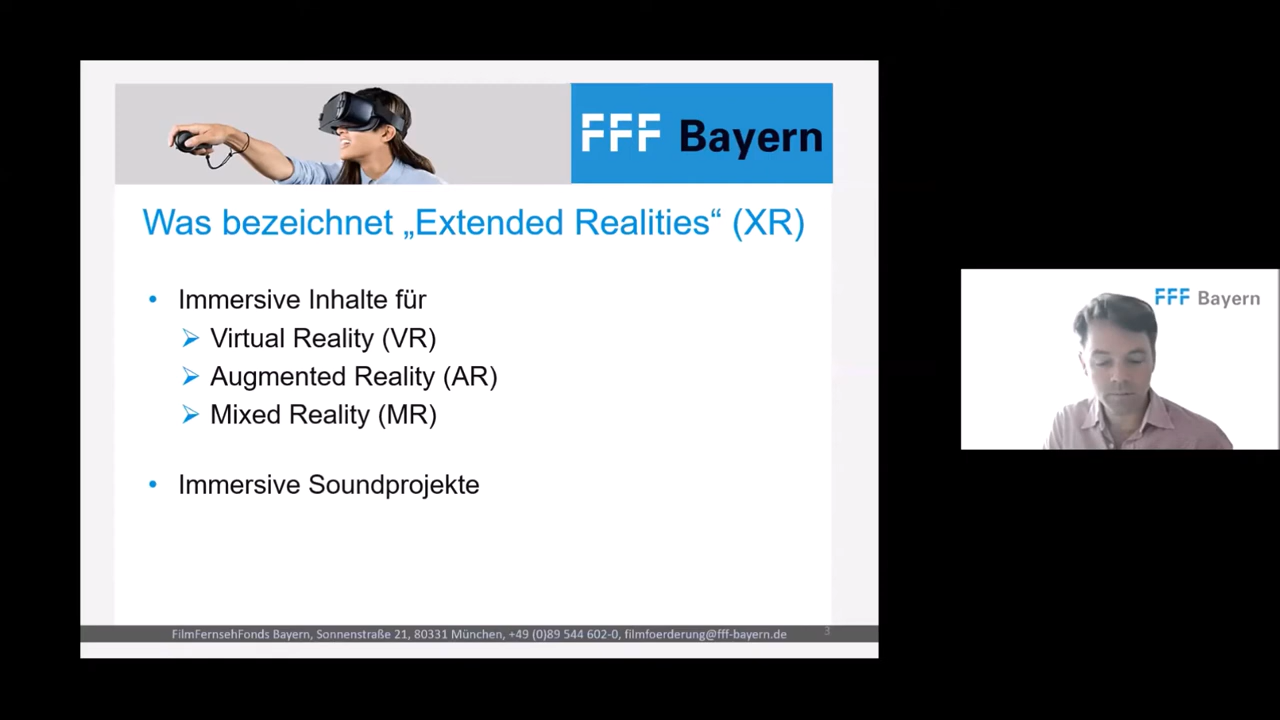 FFF Bayern
Was bezeichnet „Extended Realities“ (XR)
• Immersive Inhalte für
➢ Virtual Reality (VR)
➢ Augmented Reality (AR)
➢ Mixed Reality (MR)
• Immersive Soundprojekte
FilmFernsehFonds Bayern, Sonnenstraße 21, 80331 München, +49 (0)89 544 602-0, filmfoerderung@fff-bayern.de
3
FFF Bayern